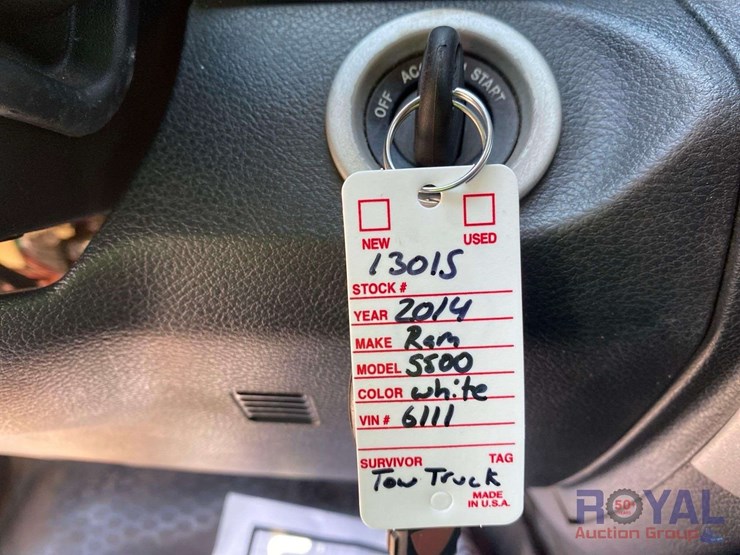 OFF ACC ON START
NEW USED
13015
STOCK #
YEAR 2014
MAKE Ram
MODEL 5500
COLOR white
VIN # 6111
SURVIVOR TAG
Tow Truck
MADE
IN U.S.A.
ROYAL
50
Auction Group